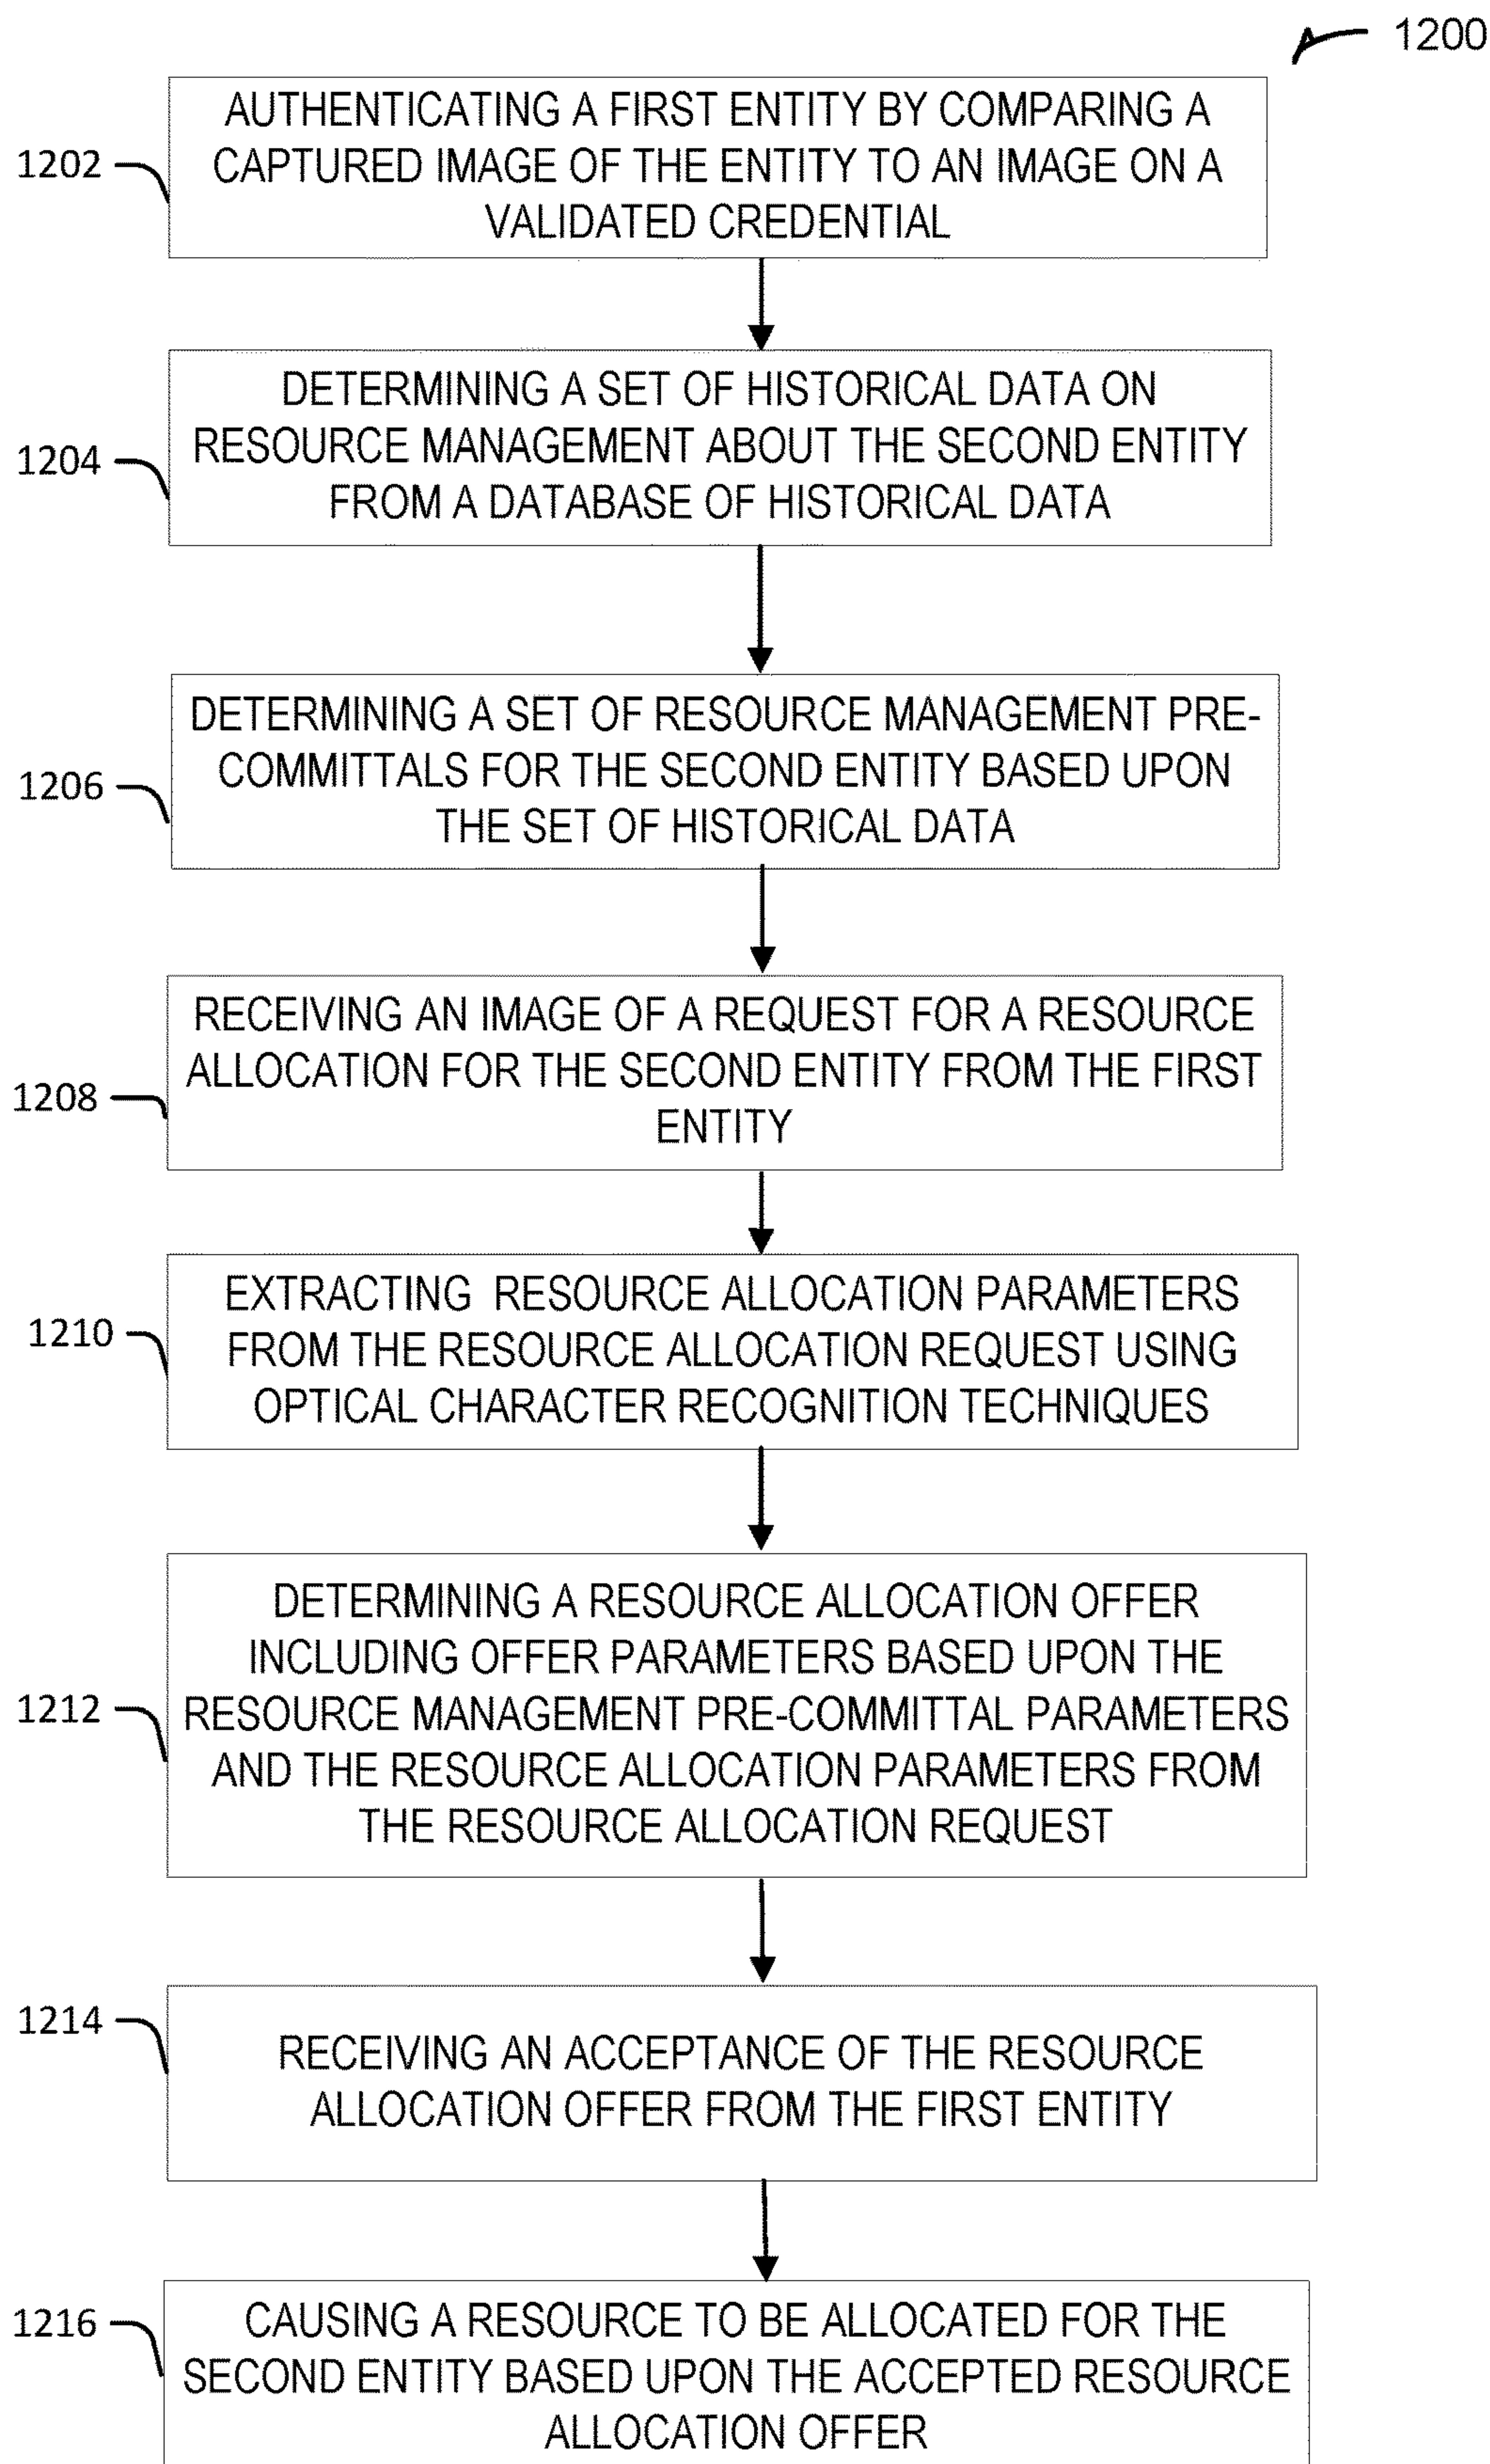 1200
1202
AUTHENTICATING A FIRST ENTITY BY COMPARING A
CAPTURED IMAGE OF THE ENTITY TO AN IMAGE ON A
VALIDATED CREDENTIAL
1204
DETERMINING A SET OF HISTORICAL DATA ON
RESOURCE MANAGEMENT ABOUT THE SECOND ENTITY
FROM A DATABASE OF HISTORICAL DATA
1206
DETERMINING A SET OF RESOURCE MANAGEMENT PRE-
COMMITTALS FOR THE SECOND ENTITY BASED UPON
THE SET OF HISTORICAL DATA
1208
RECEIVING AN IMAGE OF A REQUEST FOR A RESOURCE
ALLOCATION FOR THE SECOND ENTITY FROM THE FIRST
ENTITY
1210
EXTRACTING RESOURCE ALLOCATION PARAMETERS
FROM THE RESOURCE ALLOCATION REQUEST USING
OPTICAL CHARACTER RECOGNITION TECHNIQUES
1212
DETERMINING A RESOURCE ALLOCATION OFFER
INCLUDING OFFER PARAMETERS BASED UPON THE
RESOURCE MANAGEMENT PRE-COMMITTAL PARAMETERS
AND THE RESOURCE ALLOCATION PARAMETERS FROM
THE RESOURCE ALLOCATION REQUEST
1214
RECEIVING AN ACCEPTANCE OF THE RESOURCE
ALLOCATION OFFER FROM THE FIRST ENTITY
1216
CAUSING A RESOURCE TO BE ALLOCATED FOR THE
SECOND ENTITY BASED UPON THE ACCEPTED RESOURCE
ALLOCATION OFFER